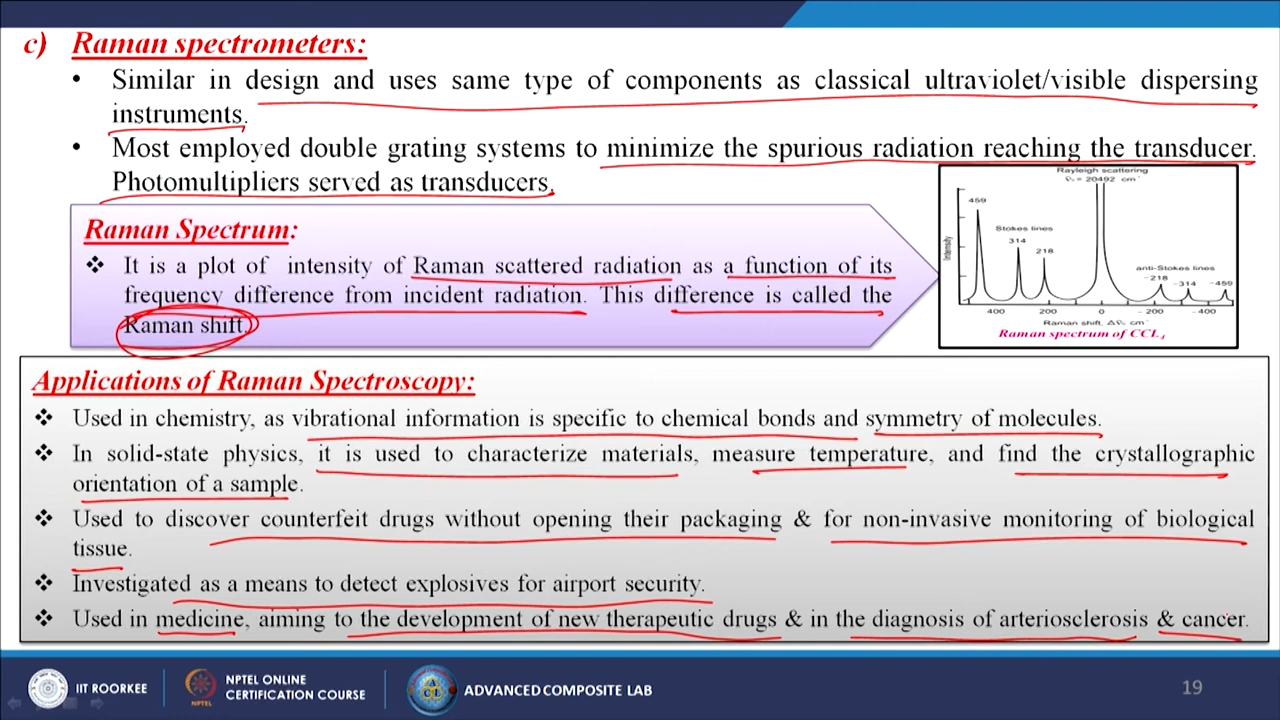 c) Raman spectrometers:
• Similar in design and uses same type of components as classical ultraviolet/visible dispersing
instruments.
• Most employed double grating systems to minimize the spurious radiation reaching the transducer.
Photomultipliers served as transducers.
Raman Spectrum:
❖ It is a plot of intensity of Raman scattered radiation as a function of its
frequency difference from incident radiation. This difference is called the
Raman shift.
Rayleigh scattering
= 20492 cm⁻
459
Stokes lines
314
218
anti-Stokes lines
−218
−314
−459
Intensity
400 200 0 −200 −400
Raman shift, cm⁻
Raman spectrum of CCL4
Applications of Raman Spectroscopy:
❖ Used in chemistry, as vibrational information is specific to chemical bonds and symmetry of molecules.
❖ In solid-state physics, it is used to characterize materials, measure temperature, and find the crystallographic
orientation of a sample.
❖ Used to discover counterfeit drugs without opening their packaging & for non-invasive monitoring of biological
tissue.
❖ Investigated as a means to detect explosives for airport security.
❖ Used in medicine, aiming to the development of new therapeutic drugs & in the diagnosis of arteriosclerosis & cancer.
IIT ROORKEE
NPTEL
NPTEL ONLINE
CERTIFICATION COURSE
ACL
ADVANCED COMPOSITE LAB
19